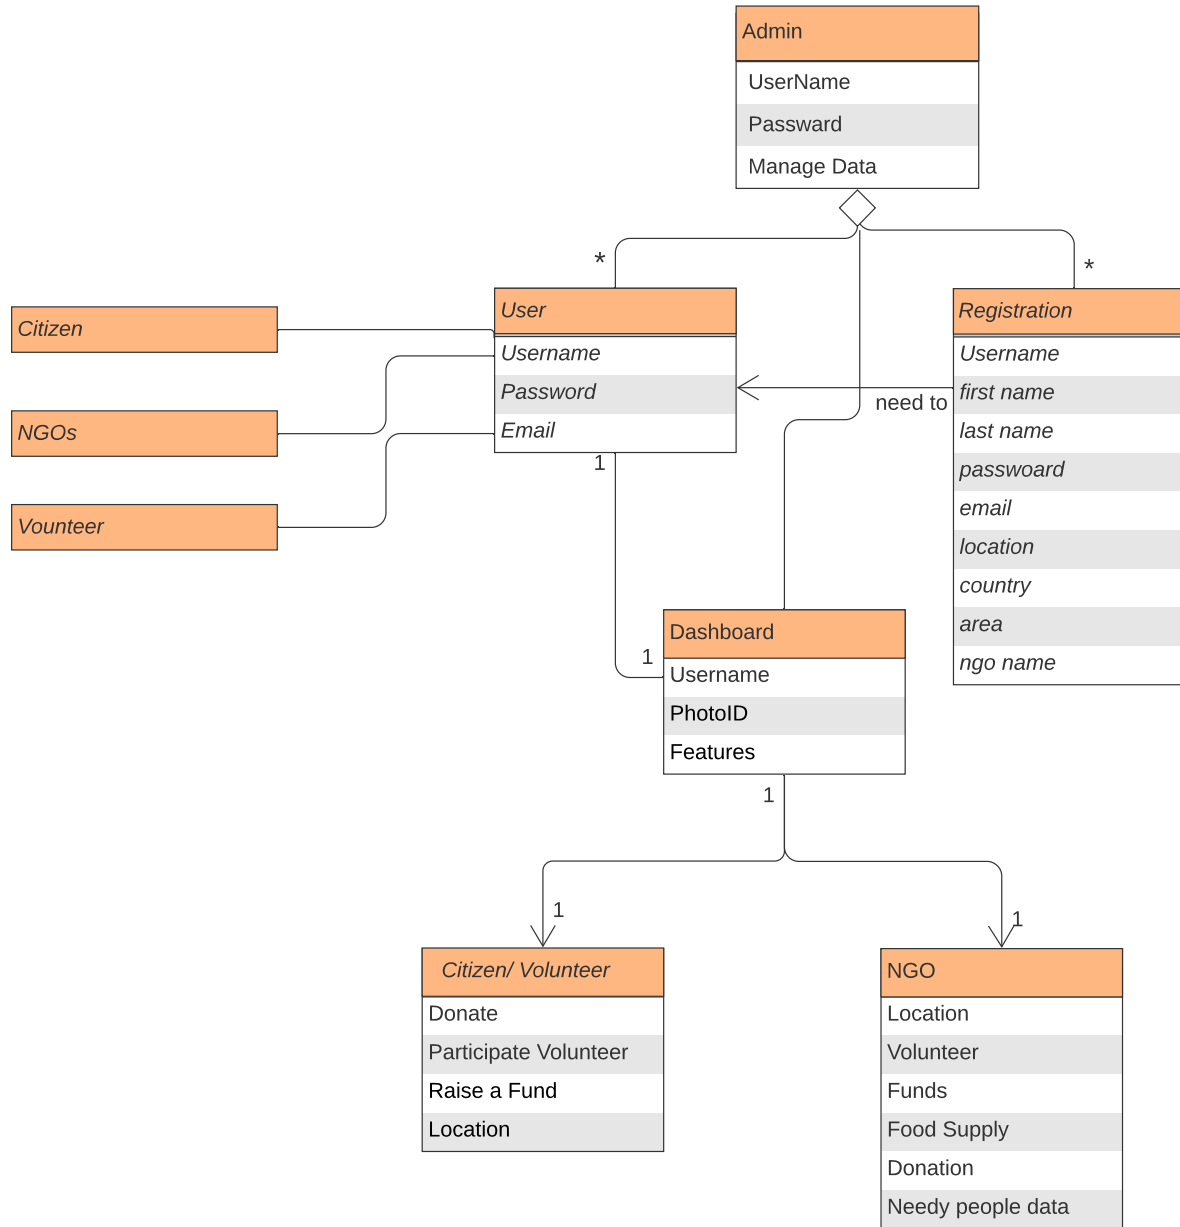 Admin
UserName
Passward
Manage Data
*
*
User
Username
Password
Email
1
Citizen
NGOs
Vounteer
Registration
Username
first name
last name
passwoard
email
location
country
area
ngo name
need to
1
Dashboard
Username
PhotoID
Features
1
1
1
Citizen/ Volunteer
Donate
Participate Volunteer
Raise a Fund
Location
NGO
Location
Volunteer
Funds
Food Supply
Donation
Needy people data